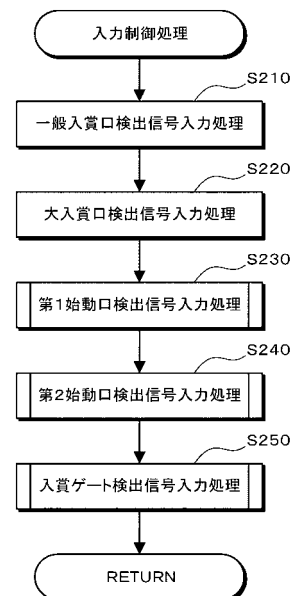 入力制御処理
S210
一般入賞口検出信号入力処理
S220
大入賞口検出信号入力処理
S230
第1始動口検出信号入力処理
S240
第2始動口検出信号入力処理
S250
入賞ゲート検出信号入力処理
RETURN